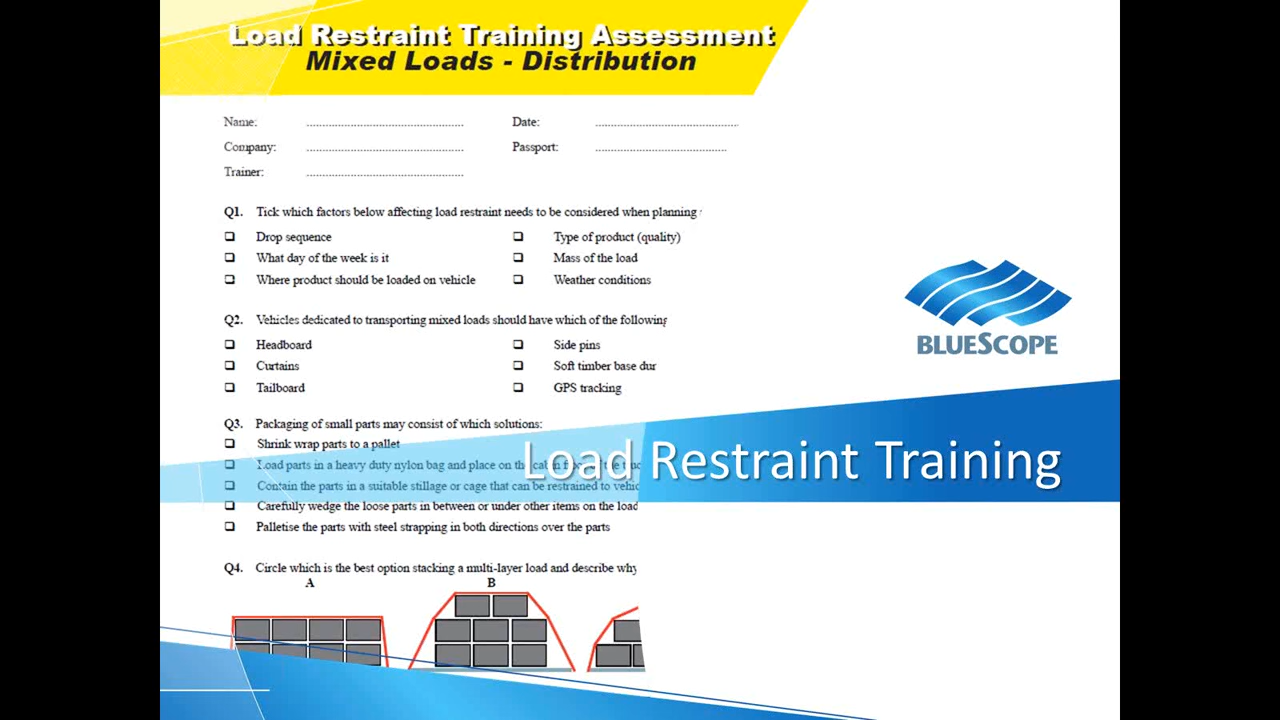 Load Restraint Training Assessment
Mixed Loads - Distribution
Name: Date:
Company: Passport:
Trainer:
Q1. Tick which factors below affecting load restraint needs to be considered when planning
❑ Drop sequence ❑ Type of product (quality)
❑ What day of the week is it ❑ Mass of the load
❑ Where product should be loaded on vehicle ❑ Weather conditions
Q2. Vehicles dedicated to transporting mixed loads should have which of the following
❑ Headboard ❑ Side pins
❑ Curtains ❑ Soft timber base dur
❑ Tailboard ❑ GPS tracking
Q3. Packaging of small parts may consist of which solutions:
❑ Shrink wrap parts to a pallet
❑ Load parts in a heavy duty nylon bag and place on the cabin floor of the truc
❑ Contain the parts in a suitable stillage or cage that can be restrained to vehic
❑ Carefully wedge the loose parts in between or under other items on the load
❑ Palletise the parts with steel strapping in both directions over the parts
Q4. Circle which is the best option stacking a multi-layer load and describe why
A B
BLUESCOPE
Load Restraint Training